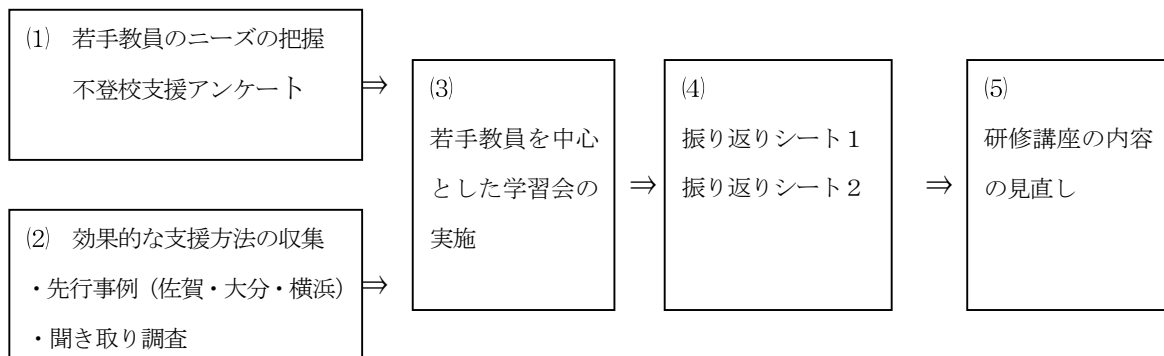 ⑴　若手教員のニーズの把握
不登校支援アンケート
⇒
⑵　効果的な支援方法の収集
・先行事例（佐賀・大分・横浜）
・聞き取り調査
⇒
⑶
若手教員を中心
とした学習会の
実施
⇒
⑷
振り返りシート１
振り返りシート２
⇒
⑸
研修講座の内容
の見直し